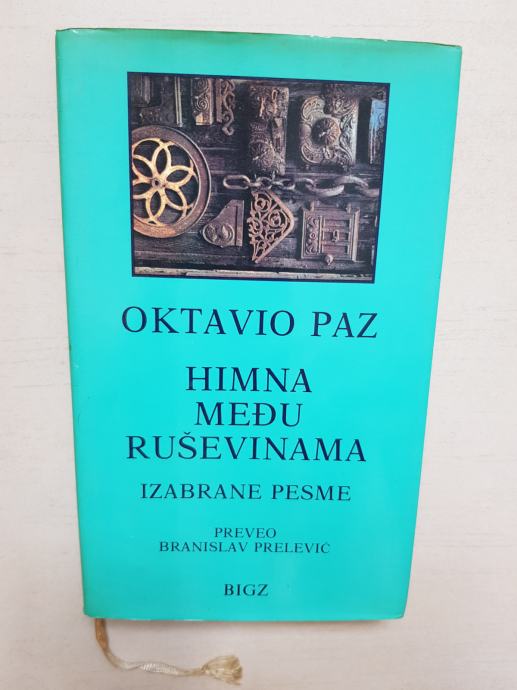 OKTAVIO PAZ
HIMNA
MEĐU
RUŠEVINAMA
IZABRANE PESME
PREVEO
BRANISLAV PRELEVIĆ
BIGZ